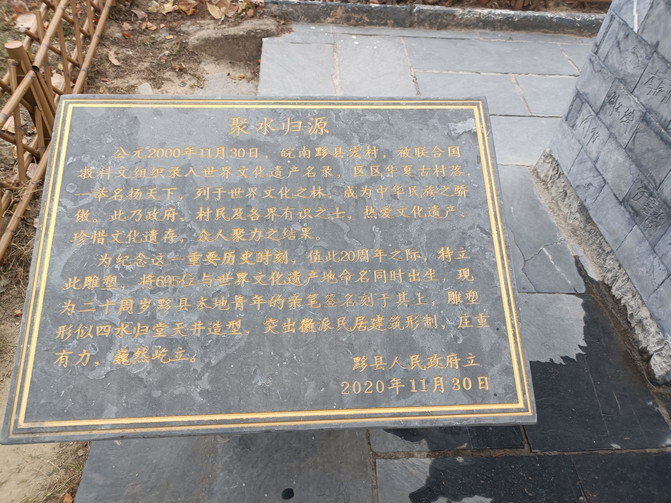 聚水归源
公元2000年11月30日，皖南黟县宏村，被联合国
教科文组织录入世界文化遗产名录，区区华夏古村落，
一举名扬天下，列于世界文化之林，成为中华民族之骄
傲。此乃政府、村民及各界有识之士，热爱文化遗产、
珍惜文化遗存，众人聚力之结果。
为纪念这一重要历史时刻，值此20周年之际，特立
此雕塑。将695位与世界文化遗产地命名同时出生，现
为二十周岁黟县本地青年的亲笔签名刻于其上，雕塑
形似四水归堂天井造型，突出徽派民居建筑形制，庄重
有力，巍然屹立。
黟县人民政府立
2020年11月30日